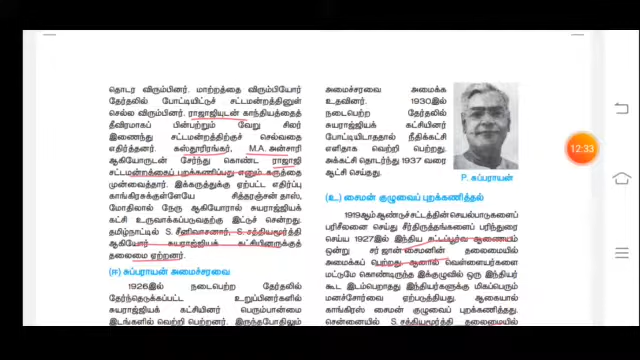 தொடர விரும்பினர். மாற்றத்தை விரும்பியோர்
தேர்தலில் போட்டியிட்டுச் சட்டமன்றத்தினுள்
செல்ல விரும்பினர். ராஜாஜியுடன் காந்தியத்தைத்
தீவிரமாகப் பின்பற்றும் வேறு சிலர்
இணைந்து சட்டமன்றத்திற்குச் செல்வதை
எதிர்த்தனர். கஸ்தூரிரங்கர், M.A. அன்சாரி
ஆகியோருடன் சேர்ந்து கொண்ட ராஜாஜி
சட்டமன்றத்தைப் புறக்கணிப்பது எனும் கருத்தை
முன்வைத்தார். இக்கருத்துக்கு ஏற்பட்ட எதிர்ப்பு
காங்கிரசுக்குள்ளேயே சித்தரஞ்சன் தாஸ்,
மோதிலால் நேரு ஆகியோரால் சுயராஜ்ஜியக்
கட்சி உருவாக்கப்படுவதற்கு இட்டுச் சென்றது.
தமிழ்நாட்டில் S. சீனிவாசனார், S. சத்தியமூர்த்தி
ஆகியோர் சுயராஜ்ஜியக் கட்சியினருக்குத்
தலைமை ஏற்றனர்.
(ஈ) சுப்பராயன் அமைச்சரவை
1926இல் நடைபெற்ற தேர்தலில்
தேர்ந்தெடுக்கப்பட்ட உறுப்பினர்களில்
சுயராஜ்ஜியக் கட்சியினர் பெரும்பான்மை
இடங்களில் வெற்றி பெற்றனர். இருந்தபோதிலும்
அமைச்சரவை அமைக்க
உதவினர். 1930இல்
நடைபெற்ற தேர்தலில்
சுயராஜ்ஜியக் கட்சியினர்
போட்டியிடாததால் நீதிக்கட்சி
எளிதாக வெற்றி பெற்றது.
அக்கட்சி தொடர்ந்து 1937 வரை
ஆட்சி செய்தது.
P. சுப்பராயன்
(உ) சைமன் குழுவைப் புறக்கணித்தல்
1919ஆம்ஆண்டுச்சட்டத்தின் செயல்பாடுகளைப்
பரிசீலனை செய்து சீர்திருத்தங்களைப் பரிந்துரை
செய்ய 1927இல் இந்திய சட்டப்பூர்வ ஆணையம்
ஒன்று சர் ஜான் சைமனின் தலைமையில்
அமைக்கப் பெற்றது. ஆனால் வெள்ளையர்களை
மட்டுமே கொண்டிருந்த இக்குழுவில் ஒரு இந்தியர்
கூட இடம்பெறாதது இந்தியர்களுக்கு மிகப்பெரும்
மனச்சோர்வை ஏற்படுத்தியது. ஆகையால்
காங்கிரஸ் சைமன் குழுவைப் புறக்கணித்தது.
சென்னையில் S. சத்தியமூர்த்தி தலைமையில்
12:33